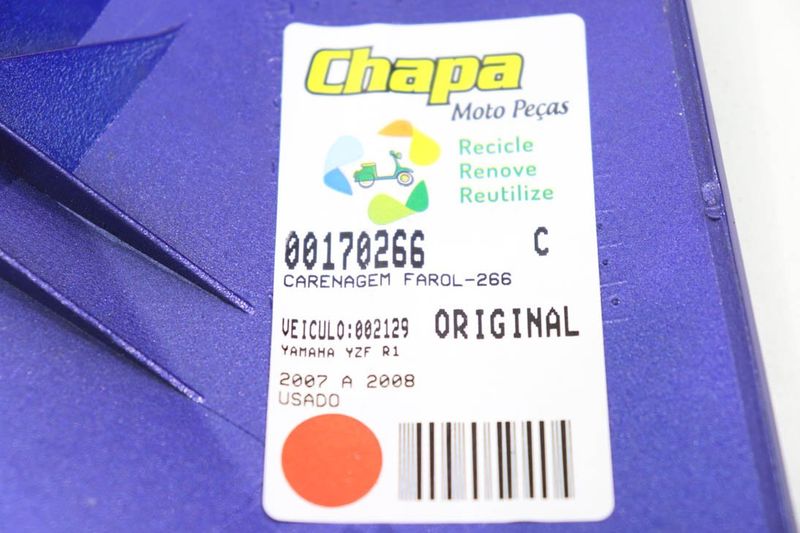 Chapa
Moto Peças
Recicle
Renove
Reutilize
00170266 C
CARENAGEM FAROL-266
VEICULO:002129 ORIGINAL
YAMAHA YZF R1
2007 A 2008
USADO